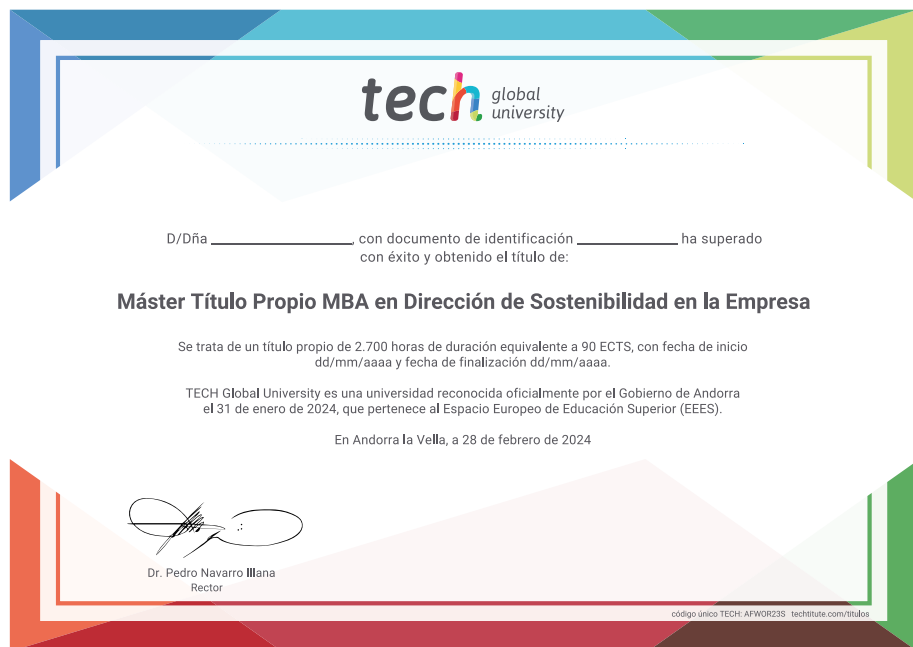 tech global university
D/Dña ____________________, con documento de identificación ______________ ha superado
con éxito y obtenido el título de:
Máster Título Propio MBA en Dirección de Sostenibilidad en la Empresa
Se trata de un título propio de 2.700 horas de duración equivalente a 90 ECTS, con fecha de inicio
dd/mm/aaaa y fecha de finalización dd/mm/aaaa.
TECH Global University es una universidad reconocida oficialmente por el Gobierno de Andorra
el 31 de enero de 2024, que pertenece al Espacio Europeo de Educación Superior (EEES).
En Andorra la Vella, a 28 de febrero de 2024
Dr. Pedro Navarro Illana
Rector
código único TECH: AFWOR23S techtitute.com/titulos